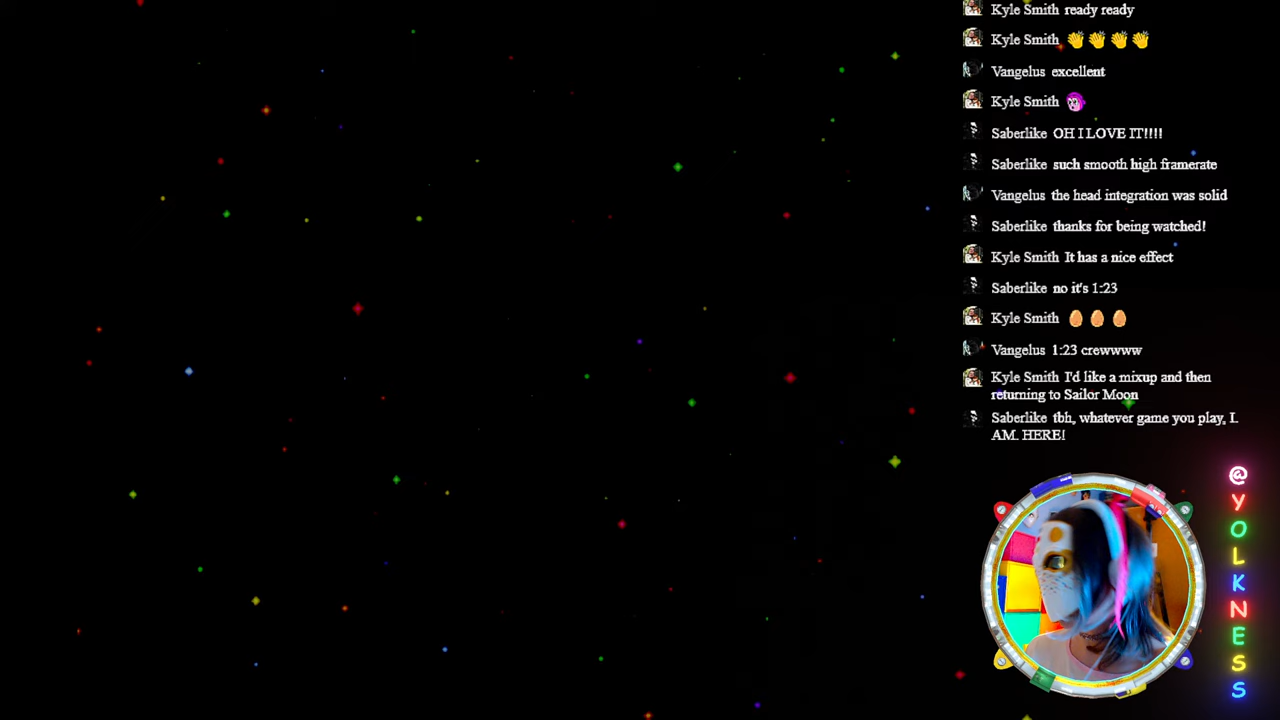 Kyle Smith ready ready
Kyle Smith 👏 👏 👏 👏
Vangelus excellent
Kyle Smith
Saberlike OH I LOVE IT!!!!
Saberlike such smooth high framerate
Vangelus the head integration was solid
Saberlike thanks for being watched!
Kyle Smith It has a nice effect
Saberlike no it's 1:23
Kyle Smith 🥚 🥚 🥚
Vangelus 1:23 crewwww
Kyle Smith I'd like a mixup and then
returning to Sailor Moon
Saberlike tbh, whatever game you play, I.
AM. HERE!
@YOLKNESS